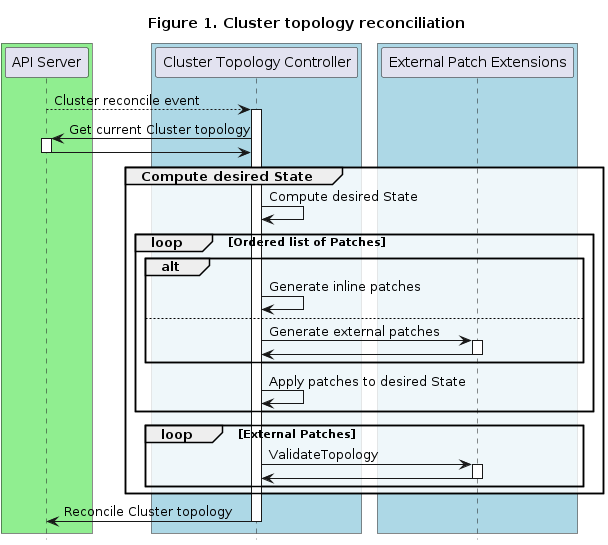 Figure 1. Cluster topology reconciliation
API Server
Cluster Topology Controller
External Patch Extensions
Cluster reconcile event
Get current Cluster topology
Compute desired State
Compute desired State
loop [Ordered list of Patches]
alt
Generate inline patches
Generate external patches
Apply patches to desired State
loop [External Patches]
ValidateTopology
Reconcile Cluster topology